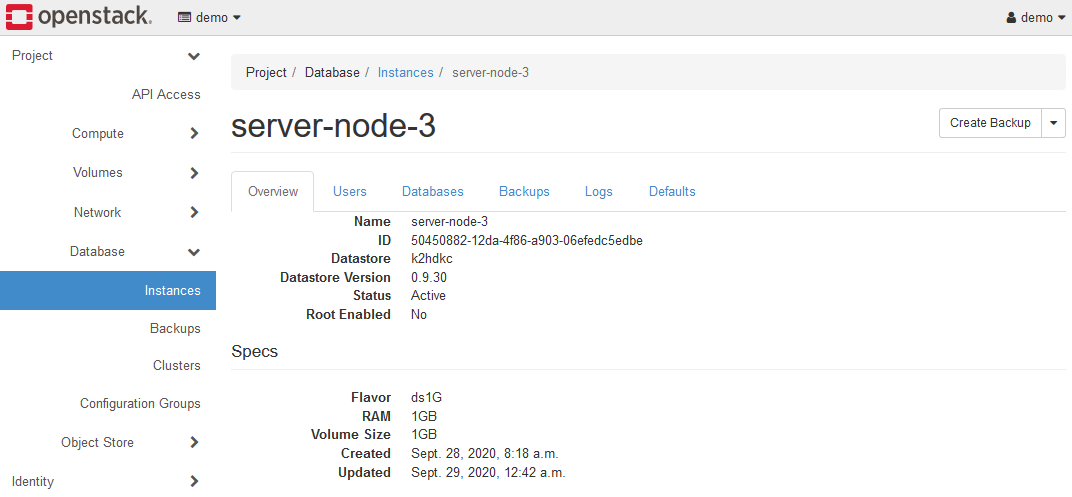 openstack.
demo
demo
Project
API Access
Compute
Volumes
Network
Database
Instances
Backups
Clusters
Configuration Groups
Object Store
Identity
Project / Database / Instances / server-node-3
server-node-3
Create Backup
Overview Users Databases Backups Logs Defaults
Name server-node-3
ID 50450882-12da-4f86-a903-06efedc5edbe
Datastore k2hdkc
Datastore Version 0.9.30
Status Active
Root Enabled No
Specs
Flavor ds1G
RAM 1GB
Volume Size 1GB
Created Sept. 28, 2020, 8:18 a.m.
Updated Sept. 29, 2020, 12:42 a.m.